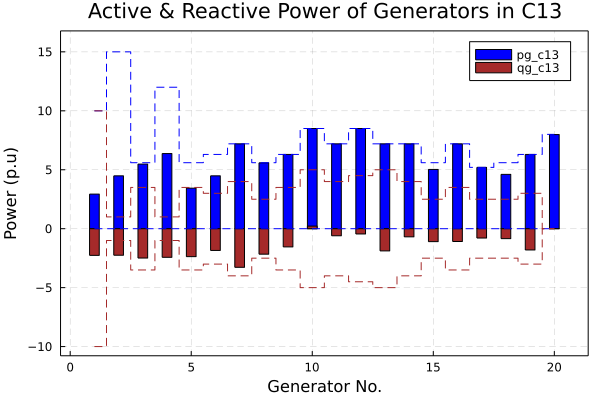 Active & Reactive Power of Generators in C13
Power (p.u)
15
10
5
0
−5
−10
pg_c13
qg_c13
0
5
10
15
20
Generator No.